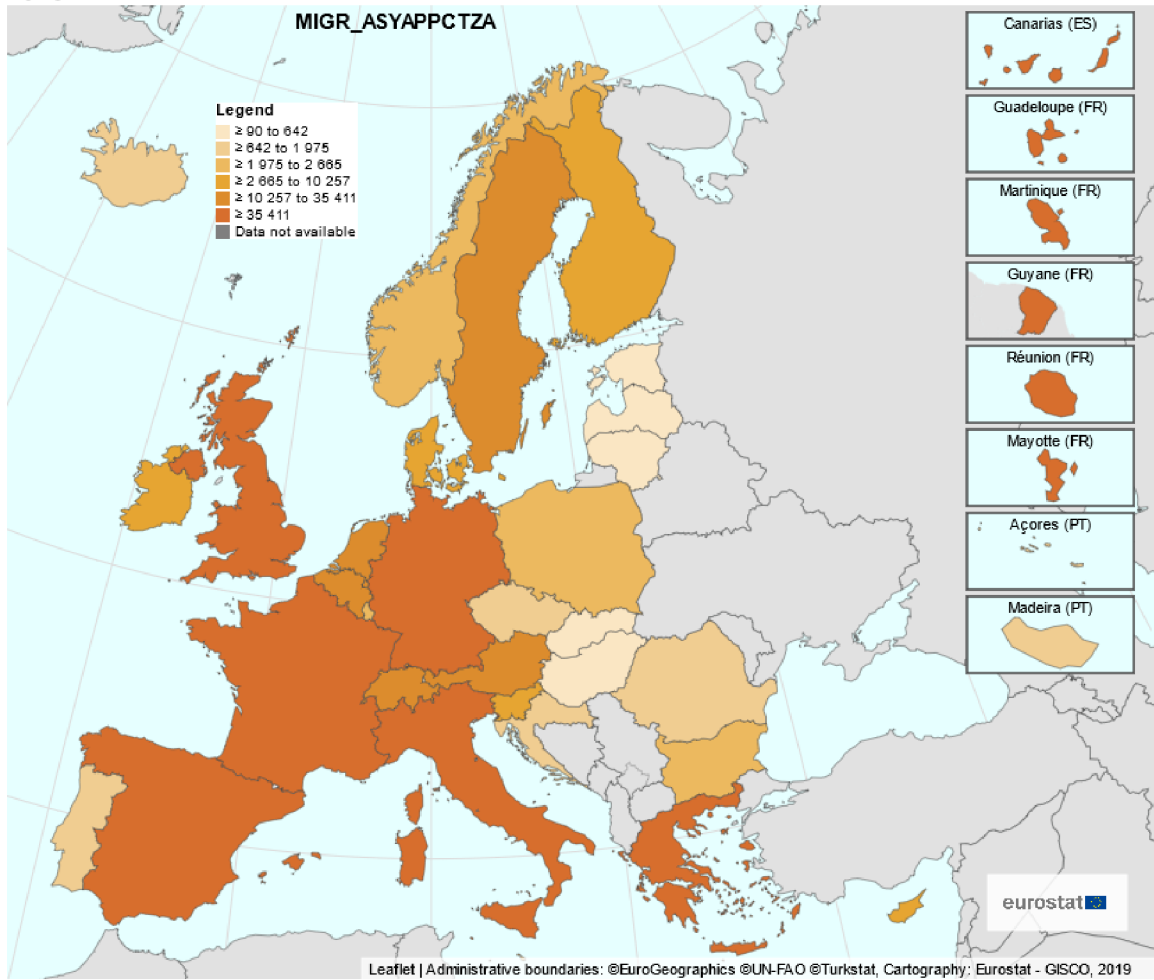 MIGR_ASYAPPCTZA
Legend
≥ 90 to 642
≥ 642 to 1 975
≥ 1 975 to 2 665
≥ 2 665 to 10 257
≥ 10 257 to 35 411
≥ 35 411
Data not available
Canarias (ES)
Guadeloupe (FR)
Martinique (FR)
Guyane (FR)
Réunion (FR)
Mayotte (FR)
Açores (PT)
Madeira (PT)
eurostat
Leaflet | Administrative boundaries: ©EuroGeographics ©UN-FAO ©Turkstat, Cartography: Eurostat - GISCO, 2019